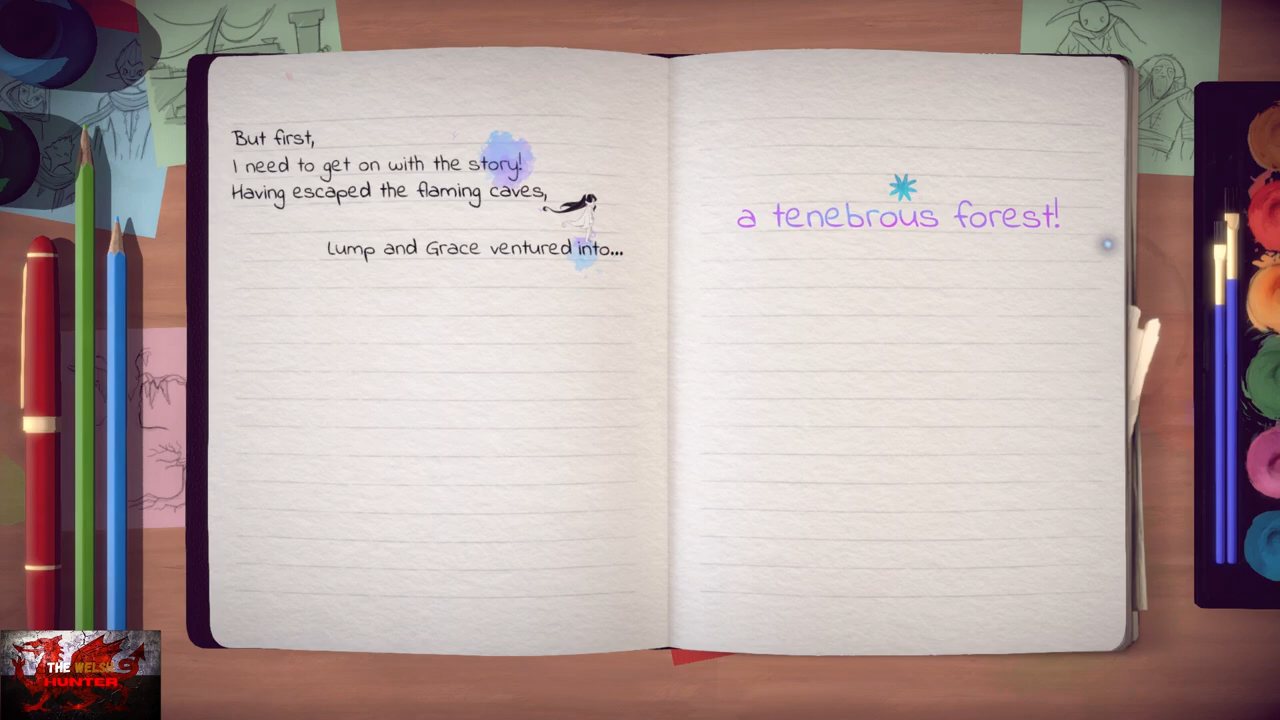 But first,
I need to get on with the story!
Having escaped the flaming caves,
Lump and Grace ventured into...
a tenebrous forest!
THE WELSH
HUNTER